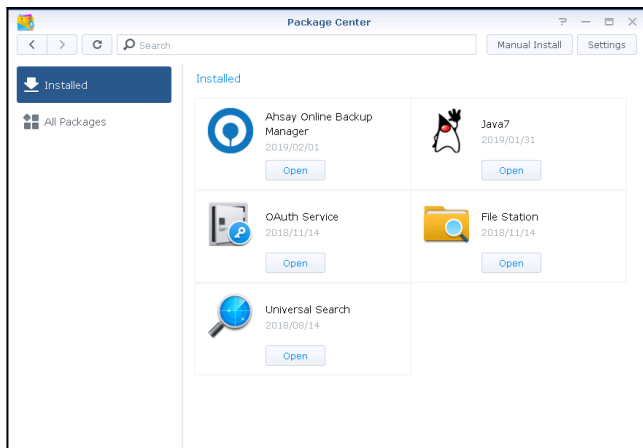 Package Center
Search
Manual Install
Settings
Installed
All Packages
Installed
Ahsay Online Backup
Manager
2019/02/01
Open
Java7
2019/01/31
Open
OAuth Service
2018/11/14
Open
File Station
2018/11/14
Open
Universal Search
2018/08/14
Open